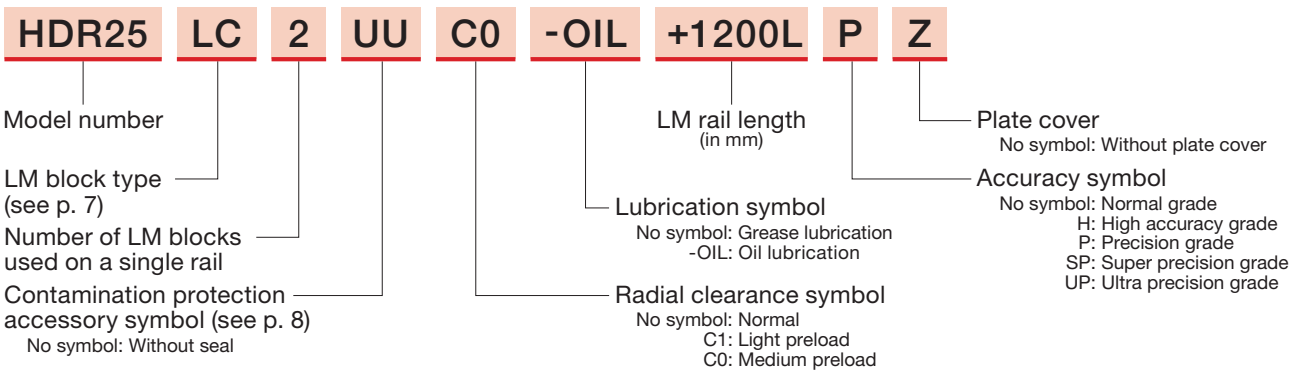 HDR25 LC 2 UU C0 -OIL +1200L P Z
Model number
LM block type
(see p. 7)
Number of LM blocks
used on a single rail
Contamination protection
accessory symbol (see p. 8)
No symbol: Without seal
LM rail length
(in mm)
Lubrication symbol
No symbol: Grease lubrication
-OIL: Oil lubrication
Radial clearance symbol
No symbol: Normal
C1: Light preload
C0: Medium preload
Plate cover
No symbol: Without plate cover
Accuracy symbol
No symbol: Normal grade
H: High accuracy grade
P: Precision grade
SP: Super precision grade
UP: Ultra precision grade